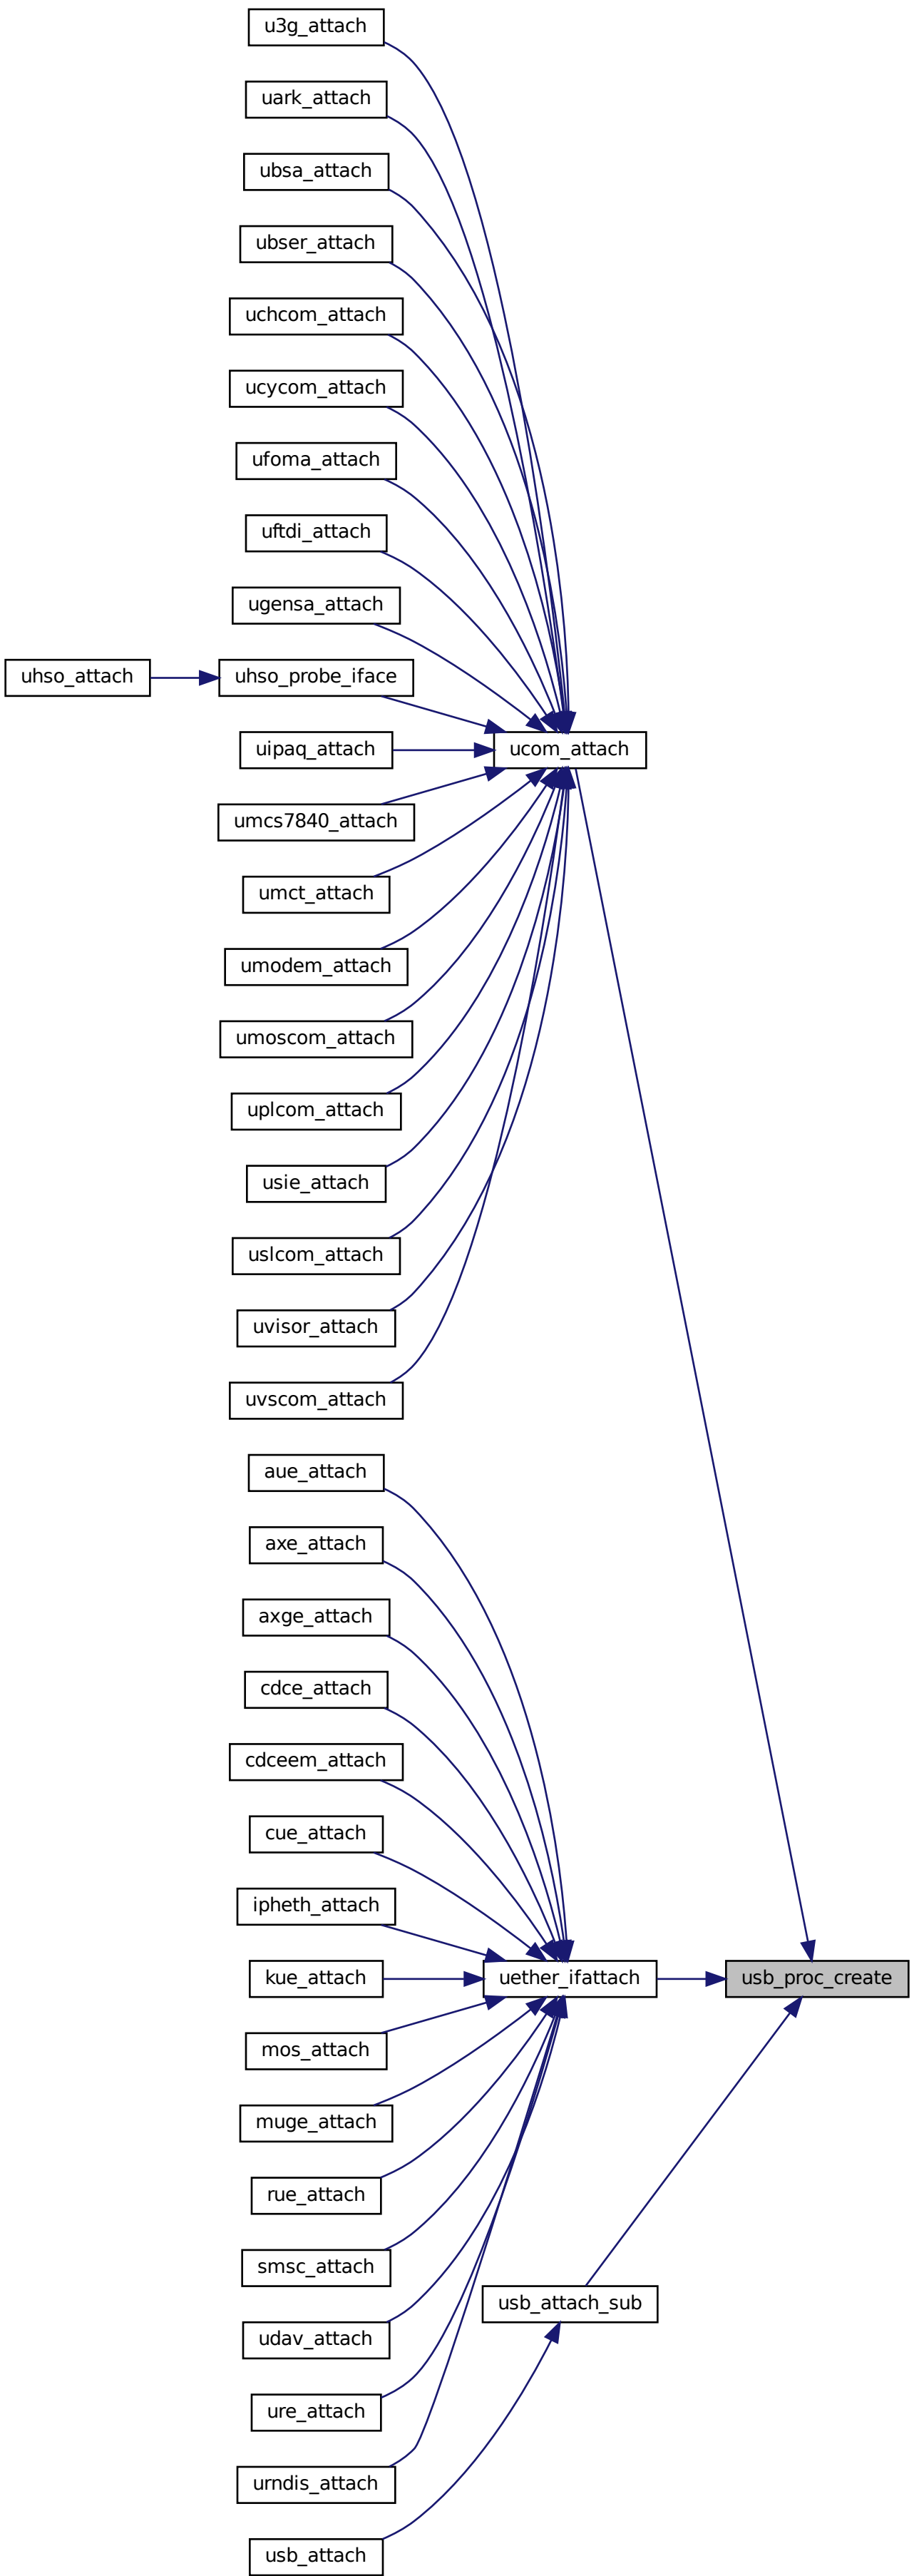 u3g_attach
uark_attach
ubsa_attach
ubser_attach
uchcom_attach
ucycom_attach
ufoma_attach
uftdi_attach
ugensa_attach
uhso_attach
uhso_probe_iface
uipaq_attach
ucom_attach
umcs7840_attach
umct_attach
umodem_attach
umoscom_attach
uplcom_attach
usie_attach
uslcom_attach
uvisor_attach
uvscom_attach
aue_attach
axe_attach
axge_attach
cdce_attach
cdceem_attach
cue_attach
ipheth_attach
kue_attach
uether_ifattach
usb_proc_create
mos_attach
muge_attach
rue_attach
smsc_attach
usb_attach_sub
udav_attach
ure_attach
urndis_attach
usb_attach